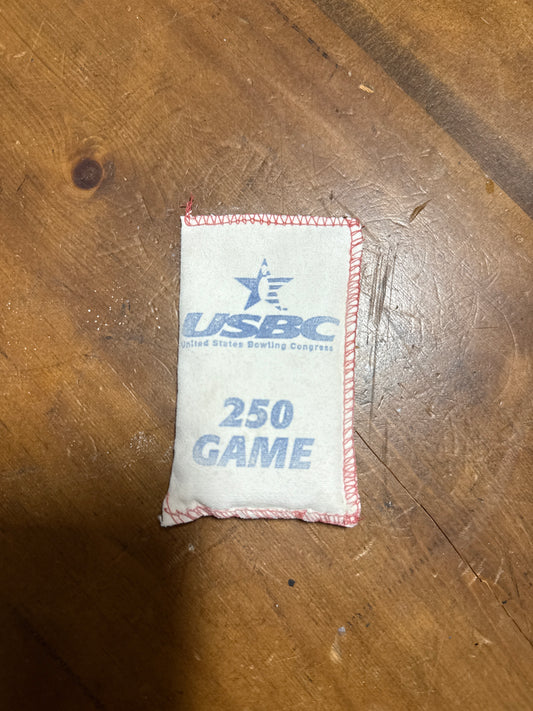 USBC
United States Bowling Congress
250
GAME